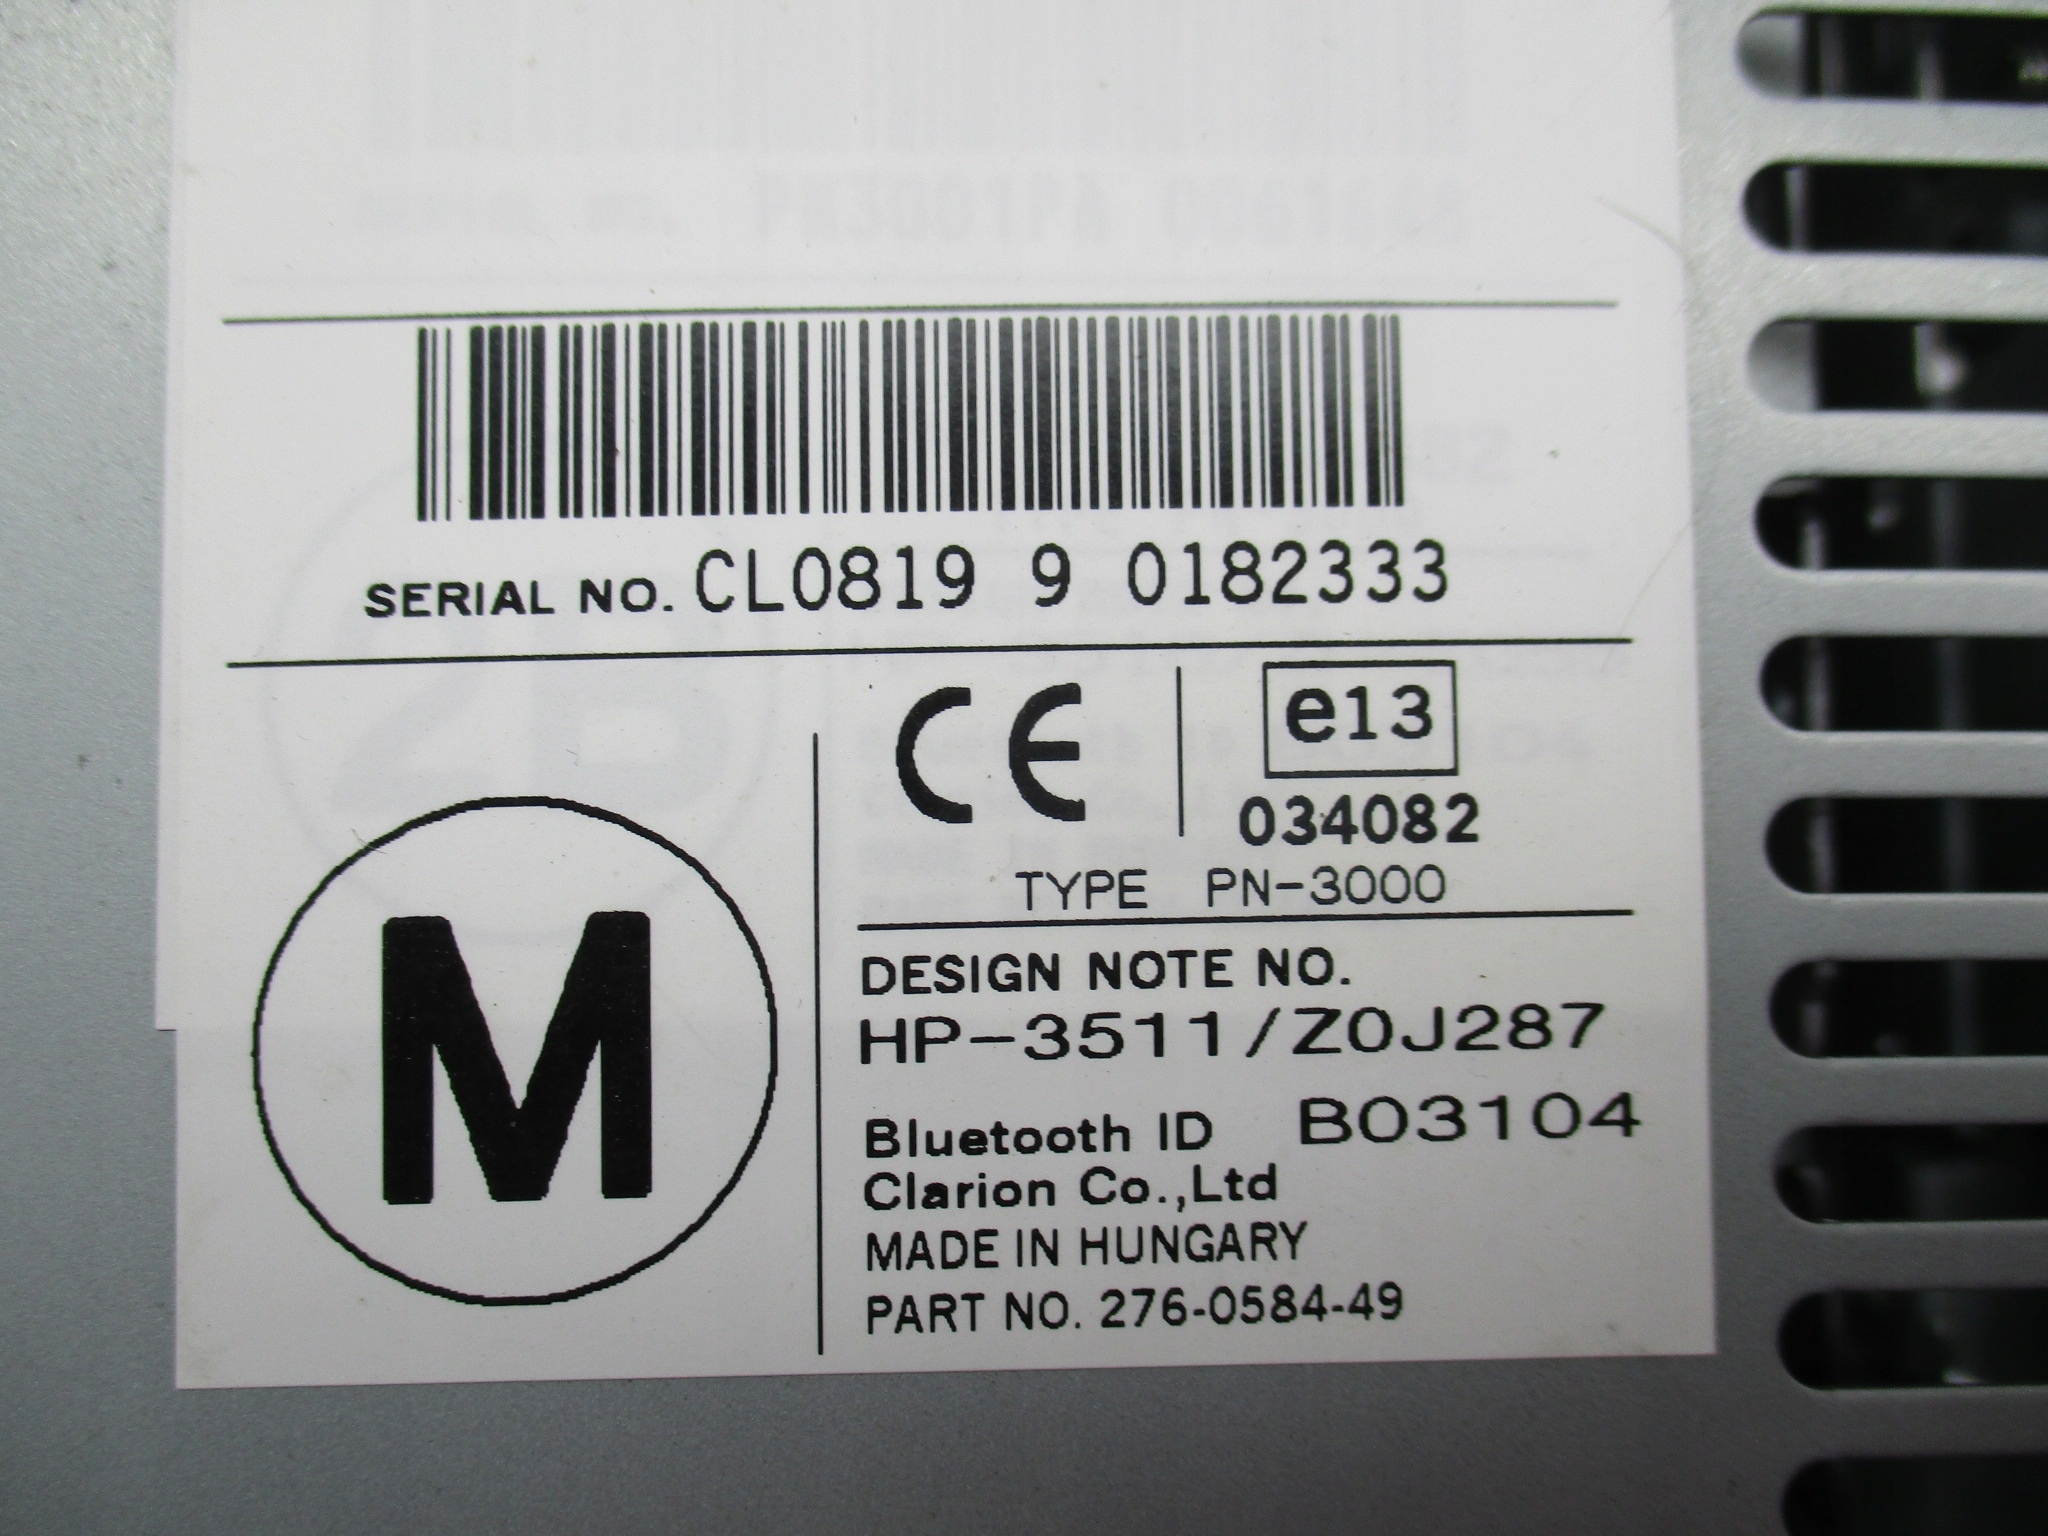 SERIAL NO. CL0819 9 0182333
CE
e13
034082
TYPE PN-3000
M
DESIGN NOTE NO.
HP-3511/Z0J287
Bluetooth ID B03104
Clarion Co.,Ltd
MADE IN HUNGARY
PART NO. 276-0584-49